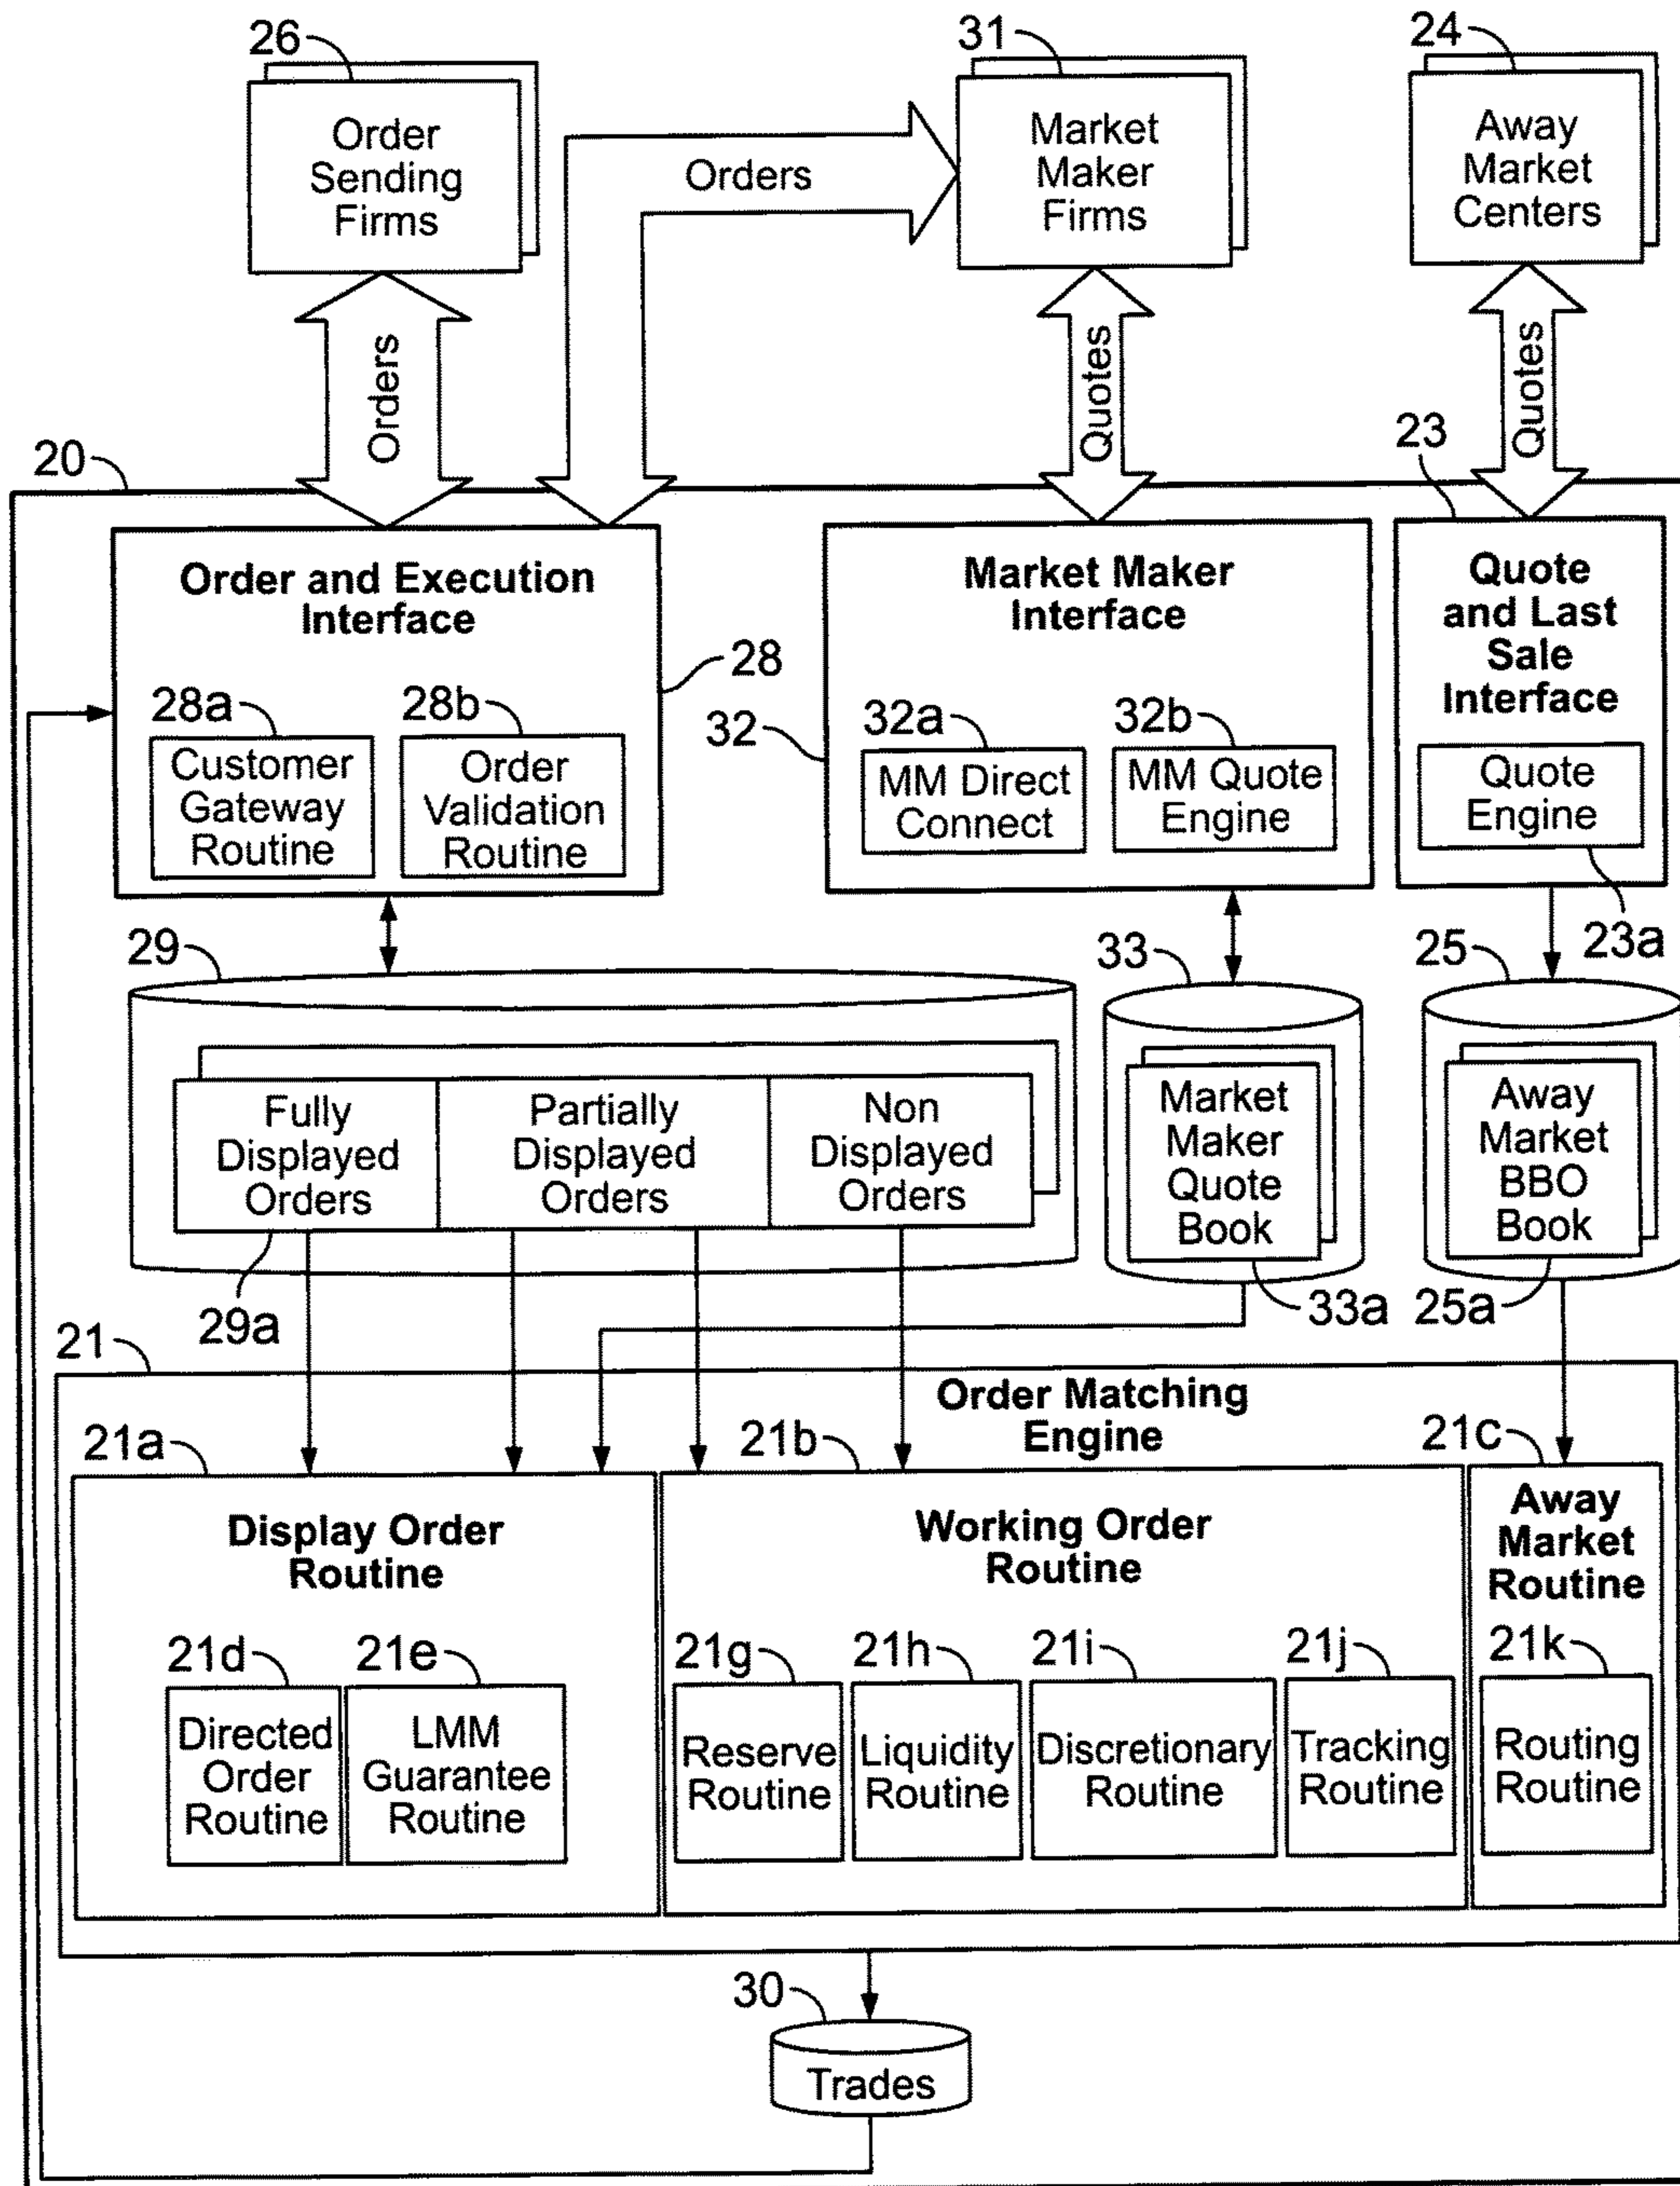 26
31
24
Order
Sending
Firms
Orders
Market
Maker
Firms
Away
Market
Centers
Orders
Quotes
Quotes
20
23
Order and Execution
Interface
28
28a
Customer
Gateway
Routine
28b
Order
Validation
Routine
Market Maker
Interface
32
32a
MM Direct
Connect
32b
MM Quote
Engine
Quote
and Last
Sale
Interface
Quote
Engine
23a
29
33
25
Fully
Displayed
Orders
Partially
Displayed
Orders
Non
Displayed
Orders
29a
Market
Maker
Quote
Book
33a
Away
Market
BBO
Book
25a
21
Order Matching
Engine
21a
21b
21c
Display Order
Routine
Working Order
Routine
Away
Market
Routine
21d
Directed
Order
Routine
21e
LMM
Guarantee
Routine
21g
Reserve
Routine
21h
Liquidity
Routine
21i
Discretionary
Routine
21j
Tracking
Routine
21k
Routing
Routine
30
Trades